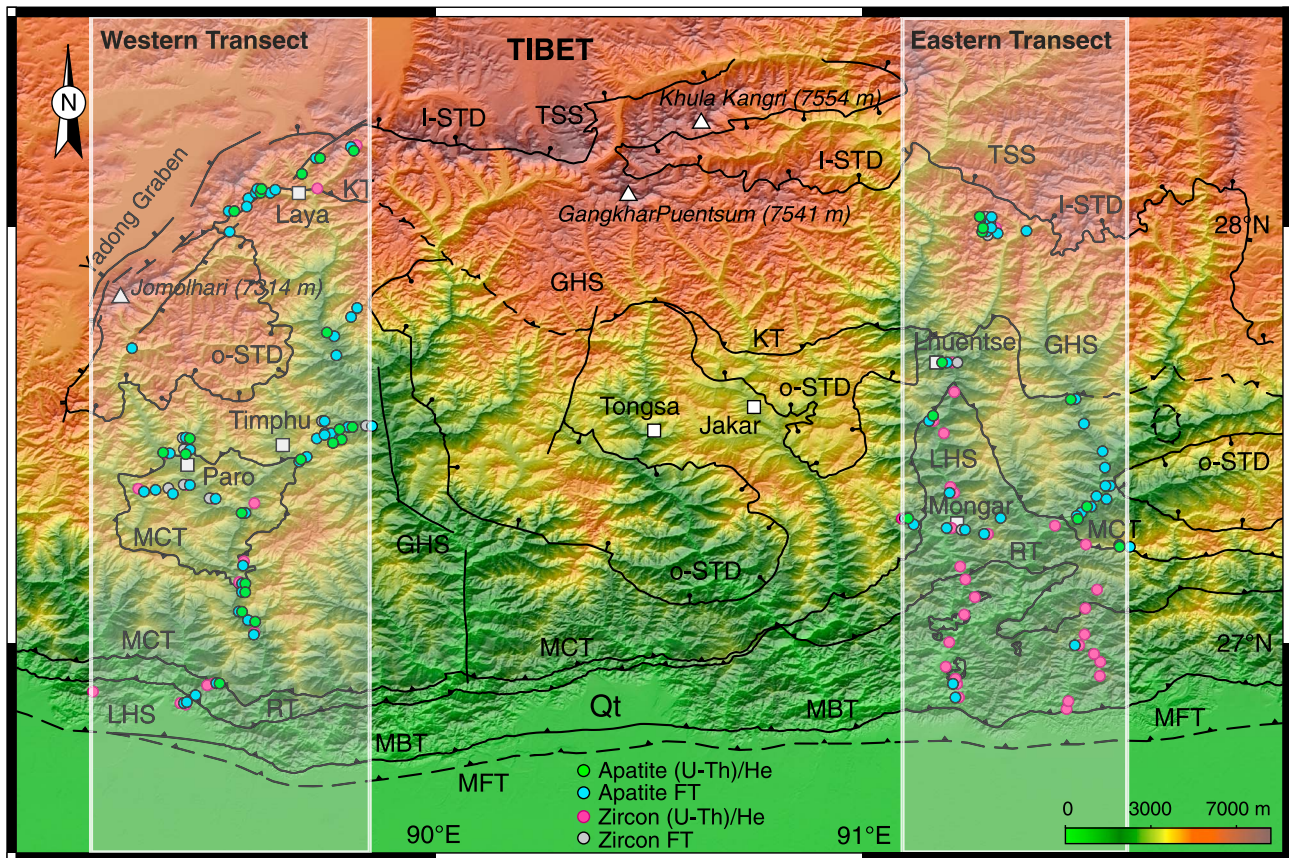 Western Transect
TIBET
Eastern Transect
N
Khula Kangri (7554 m)
I-STD
TSS
TSS
I-STD
KT
Laya
I-STD
GangkharPuentsum (7541 m)
28°N
Yadong Graben
Jomolhari (7314 m)
GHS
KT
Lhuentse
GHS
o-STD
o-STD
Timphu
Tongsa
Jakar
LHS
o-STD
Paro
Mongar
MCT
MCT
GHS
RT
o-STD
MCT
MCT
27°N
LHS
RT
Qt
MBT
MFT
MBT
MFT
Apatite (U-Th)/He
Apatite FT
Zircon (U-Th)/He
Zircon FT
0 3000 7000 m
90°E
91°E